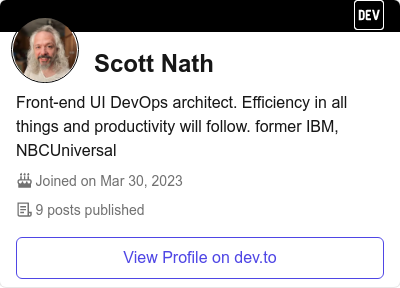 DEV
Scott Nath
Front-end UI DevOps architect. Efficiency in all
things and productivity will follow. former IBM,
NBCUniversal
Joined on Mar 30, 2023
9 posts published
View Profile on dev.to